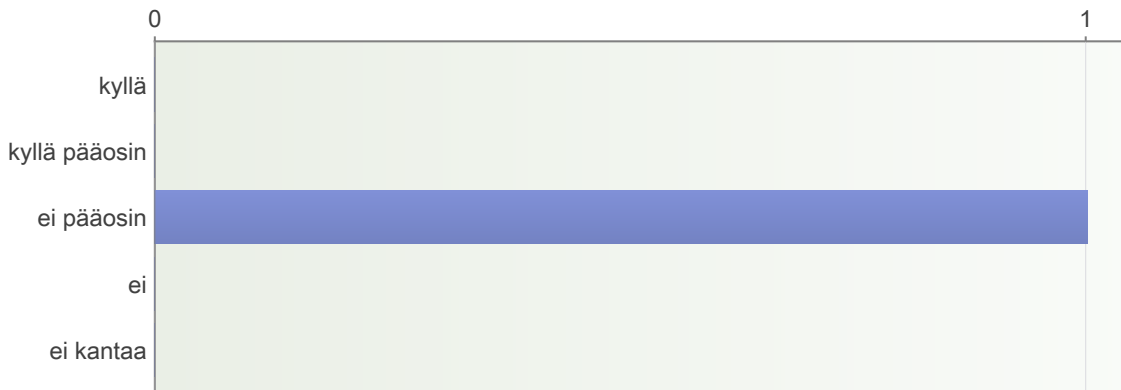 0 1
kyllä
kyllä pääosin
ei pääosin
ei
ei kantaa